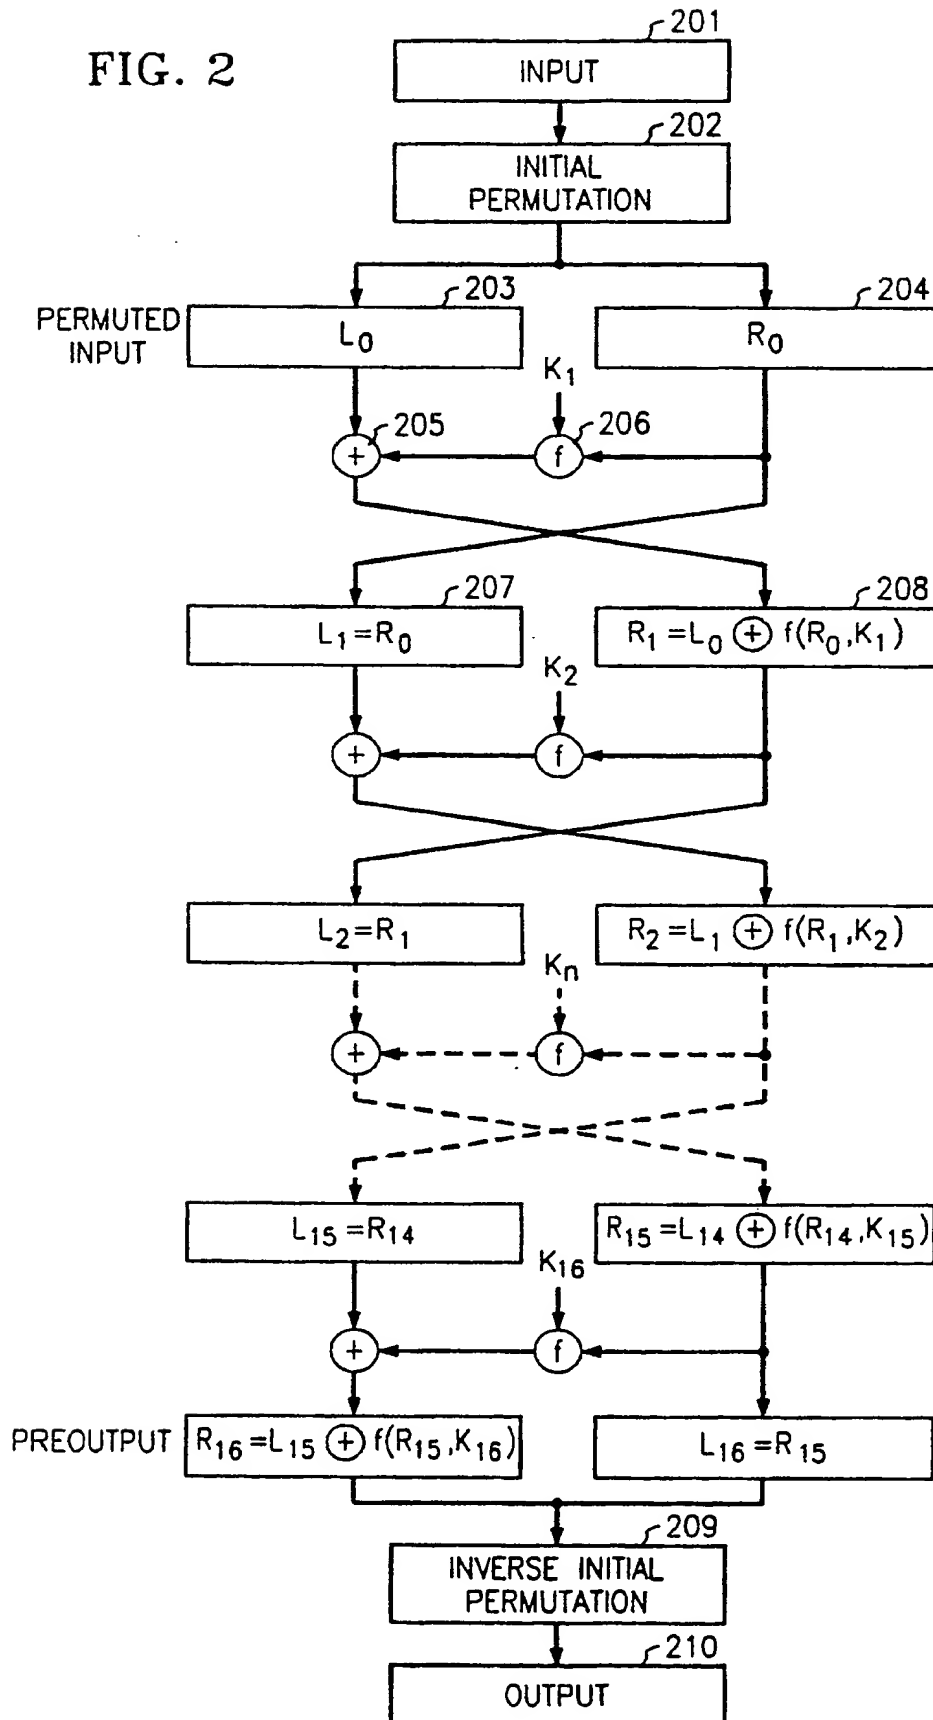 FIG. 2
201
INPUT
202
INITIAL
PERMUTATION
PERMUTED
INPUT
203
L₀
204
R₀
K₁
205
+
206
f
207
L₁=R₀
208
R₁=L₀ ⊕ f(R₀,K₁)
K₂
+
f
L₂=R₁
R₂=L₁ ⊕ f(R₁,K₂)
Kₙ
+
f
L₁₅=R₁₄
R₁₅=L₁₄ ⊕ f(R₁₄,K₁₅)
K₁₆
+
f
PREOUTPUT
R₁₆=L₁₅ ⊕ f(R₁₅,K₁₆)
L₁₆=R₁₅
209
INVERSE INITIAL
PERMUTATION
210
OUTPUT